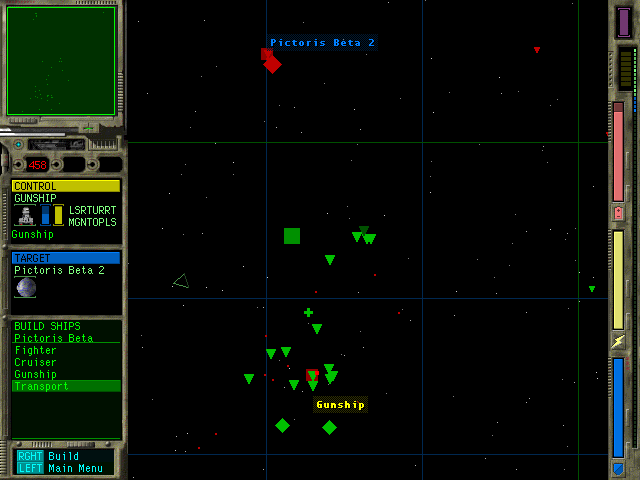 Pictoris Beta 2
458
CONTROL
GUNSHIP
LSRTURRT
MGNTOPLS
Gunship
TARGET
Pictoris Beta 2
BUILD SHIPS
Pictoris Beta
Fighter
Cruiser
Gunship
Transport
Gunship
RGHT Build
LEFT Main Menu